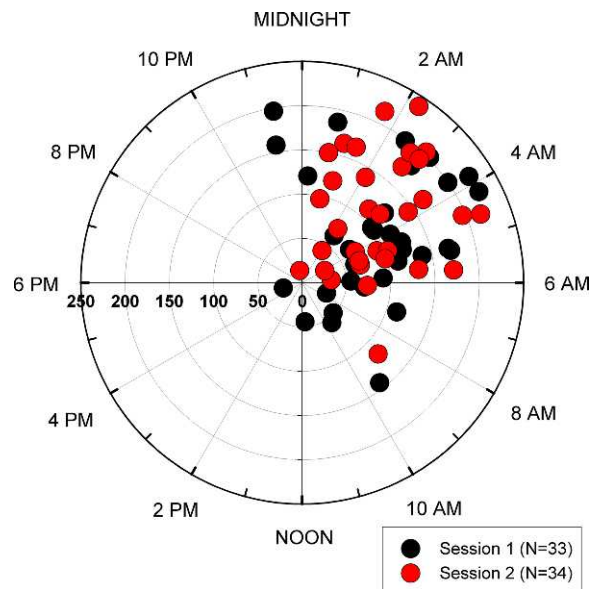 MIDNIGHT
10 PM
2 AM
8 PM
4 AM
6 PM
6 AM
250 200 150 100 50 0
4 PM
8 AM
2 PM
10 AM
NOON
Session 1 (N=33)
Session 2 (N=34)